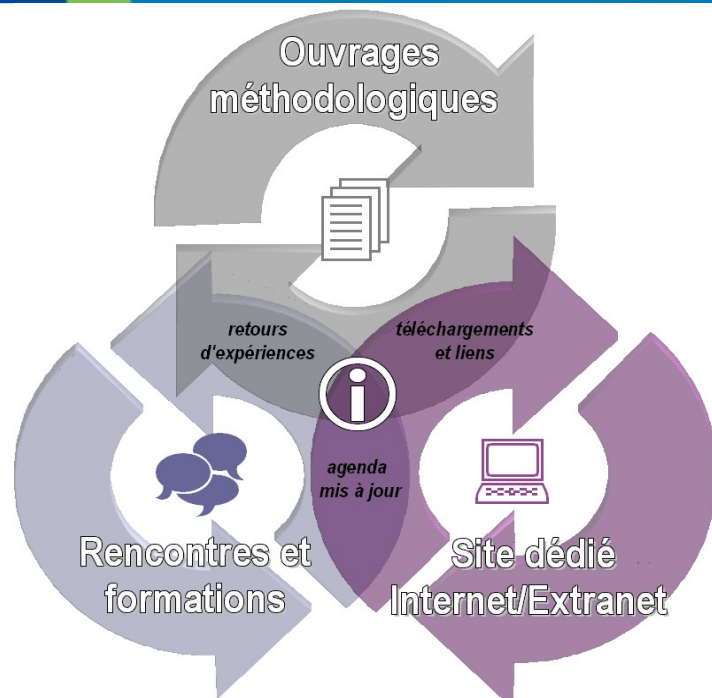 Ouvrages
méthodologiques
retours
d'expériences
téléchargements
et liens
agenda
mis à jour
Rencontres et
formations
Site dédié
Internet/Extranet